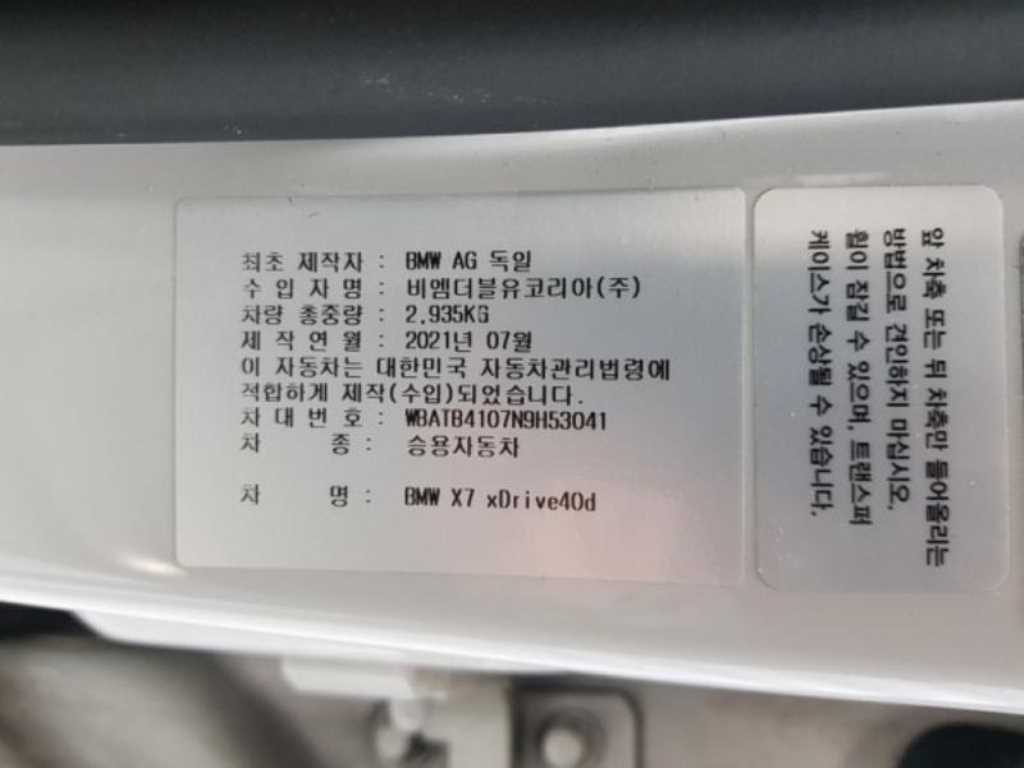 최초 제작자 : BMW AG 독일
수 입 자 명 : 비엠더블유코리아(주)
차량 총중량 : 2,935KG
제 작 연 월 : 2021년 07월
이 자동차는 대한민국 자동차관리법령에
적합하게 제작(수입)되었습니다.
차 대 번 호 : WBATB4107N9H53041
차 종 : 승용자동차
차 명 : BMW X7 xDrive40d
앞 차축 또는 뒤 차축만 들어올리는
방법으로 견인하지 마십시오.
휠이 잠길 수 있으며, 트랜스퍼
케이스가 손상될 수 있습니다.